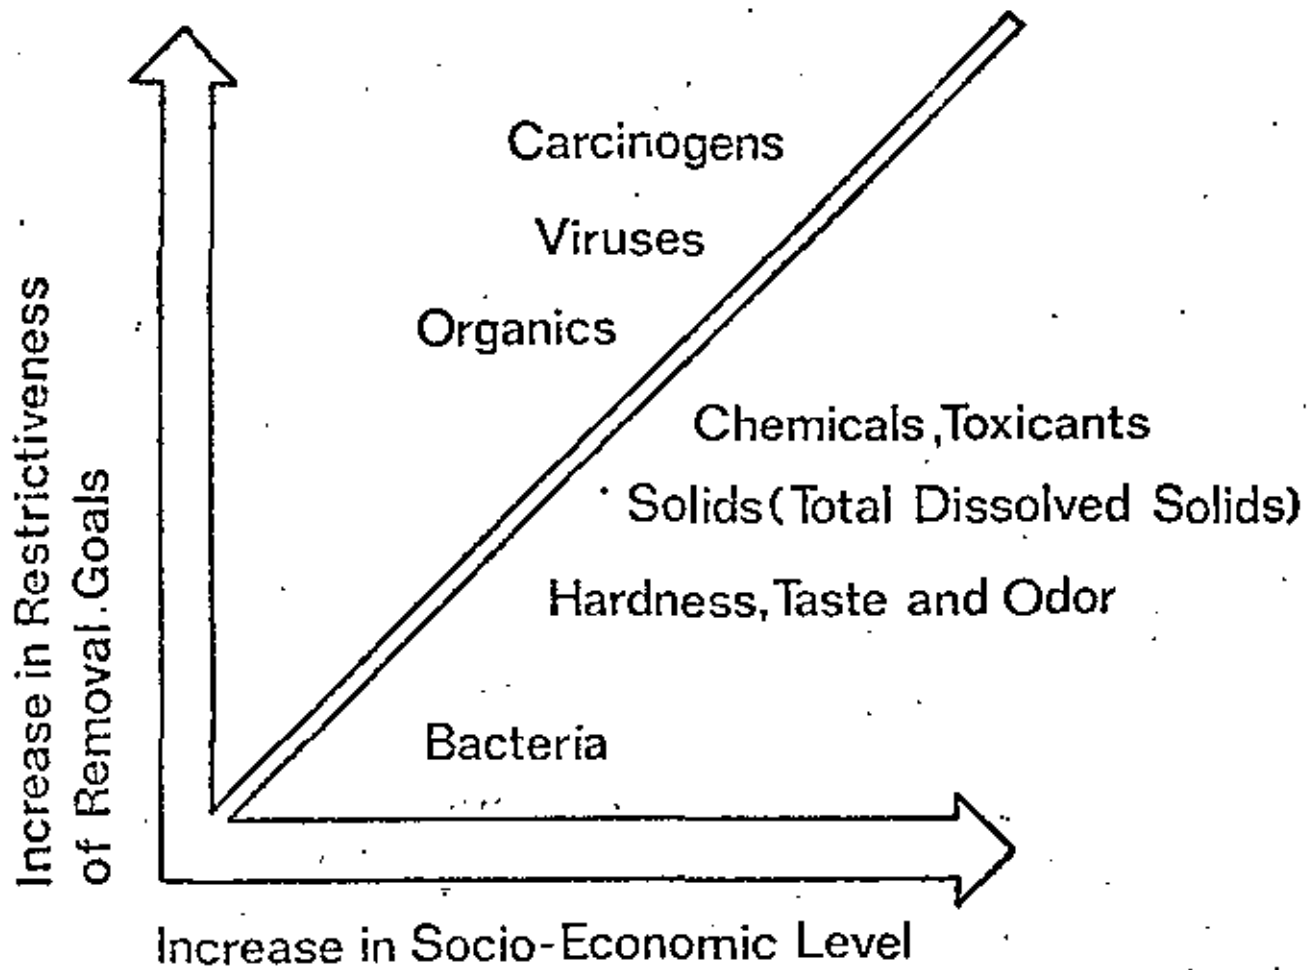 Carcinogens
Viruses
Organics
Chemicals, Toxicants
Solids (Total Dissolved Solids)
Hardness, Taste and Odor
Bacteria
Increase in Restrictiveness
of Removal Goals
Increase in Socio-Economic Level